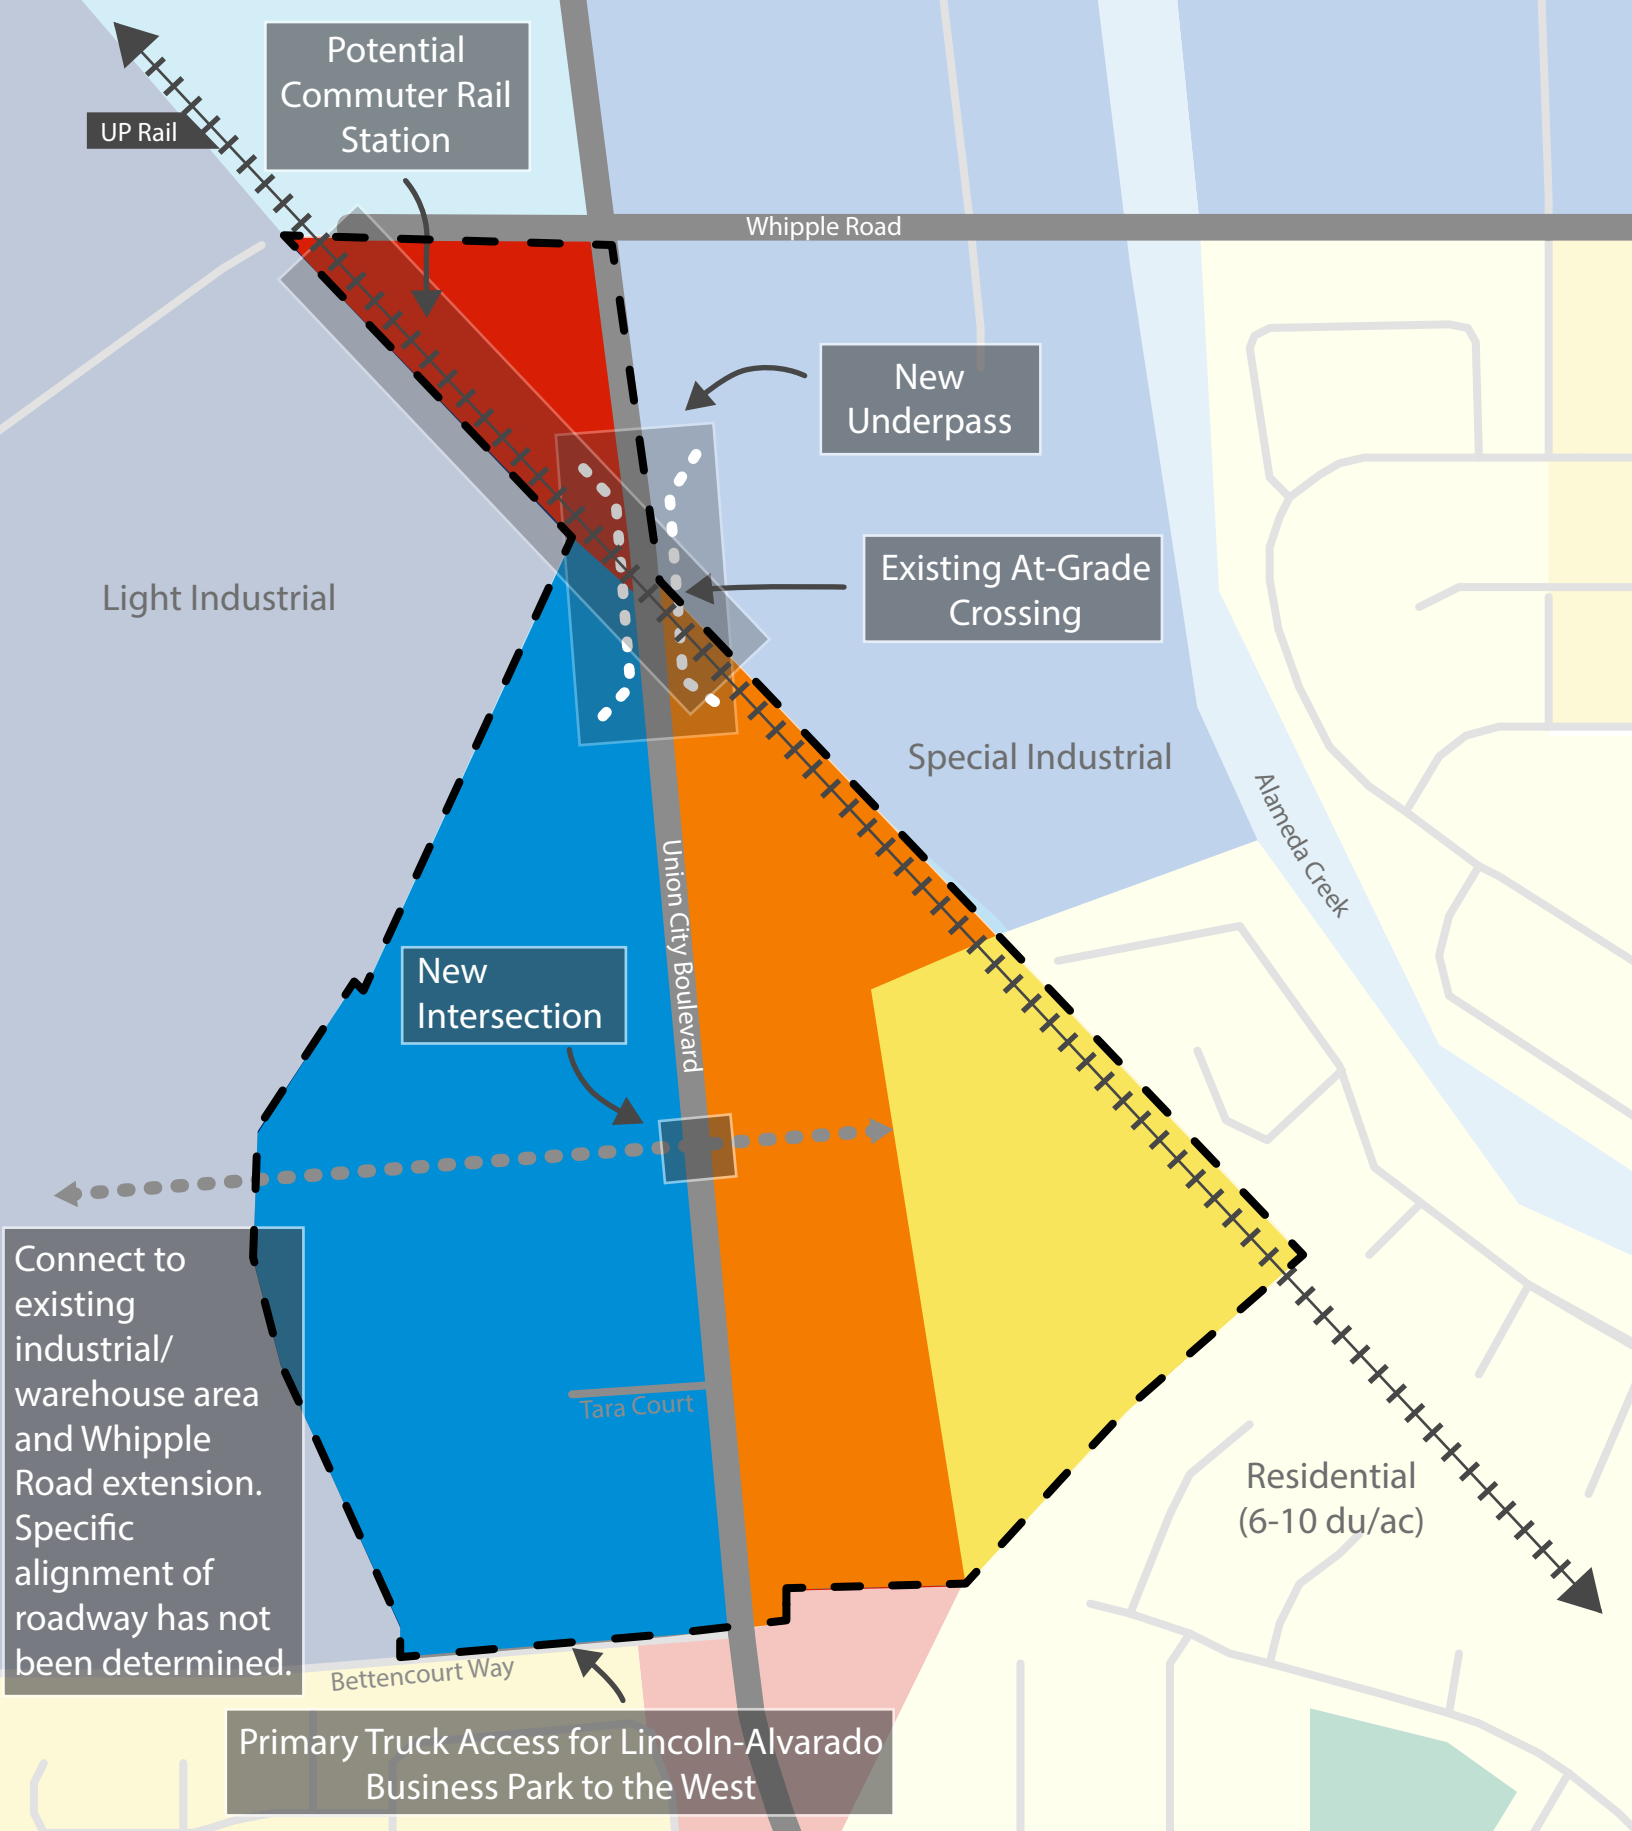 Potential
Commuter Rail
Station
UP Rail
Whipple Road
New
Underpass
Existing At-Grade
Crossing
Light Industrial
Special Industrial
Alameda Creek
Union City Boulevard
New
Intersection
Connect to
existing
industrial/
warehouse area
and Whipple
Road extension.
Specific
alignment of
roadway has not
been determined.
Tara Court
Residential
(6-10 du/ac)
Bettencourt Way
Primary Truck Access for Lincoln-Alvarado
Business Park to the West